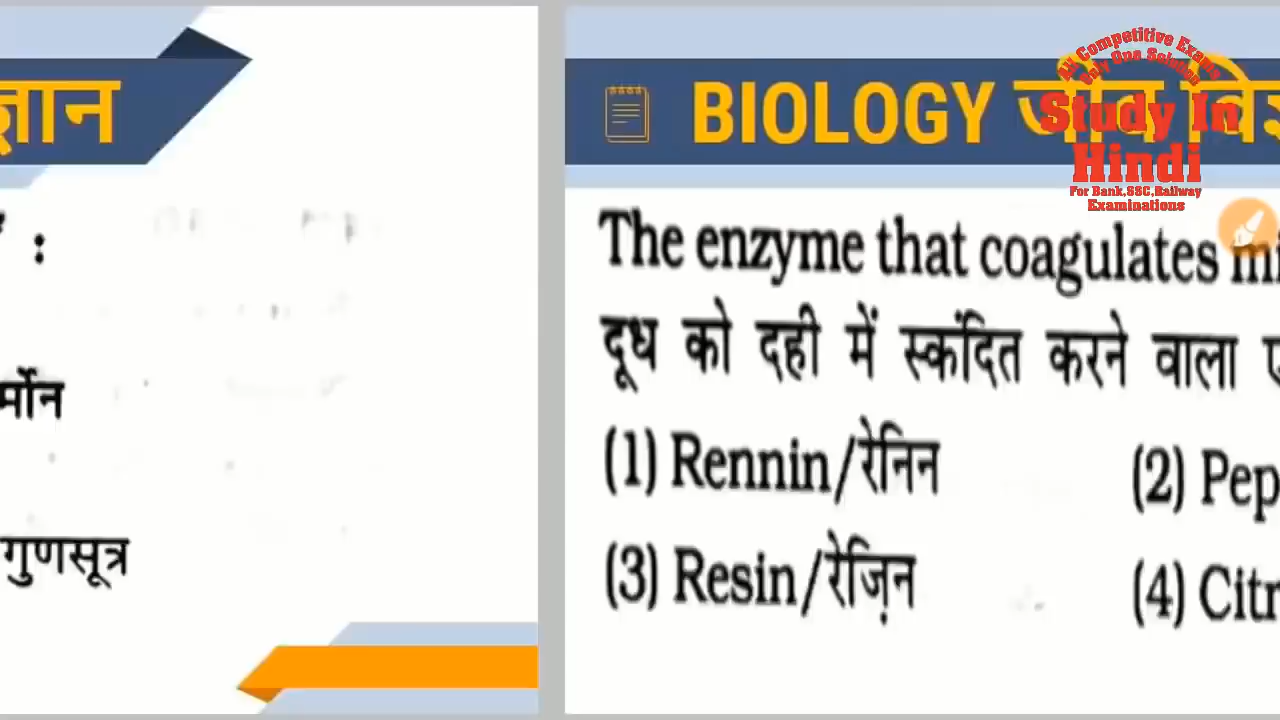 ज्ञान
:
र्मोन
गुणसूत्र
BIOLOGY जीव
The enzyme that coagulates
दूध को दही में स्कंदित करने वाला
(1) Rennin/रेनिन
(2) Pep
(3) Resin/रेज़िन
(4) Citr
All Competitive Exams
Only One Solution
Study In
Hindi
For Bank,SSC,Railway
Examinations